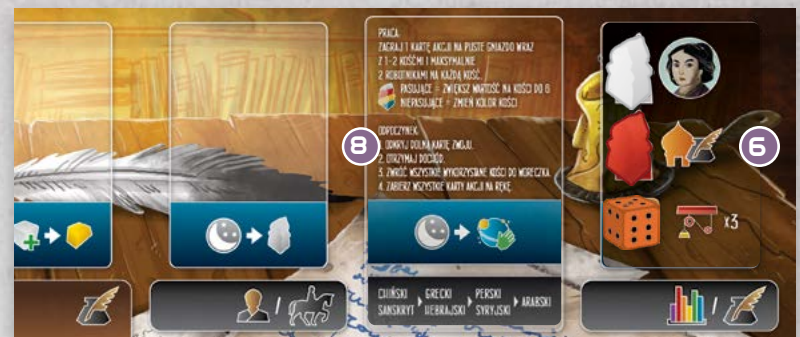 PRACA:
ZAGRAJ 1 KARTĘ AKCJI NA PUSTE GNIAZDO WRAZ
Z 1-2 KOŚĆMI I MAKSYMALNIE
2 ROBOTNIKAMI NA KAŻDĄ KOŚĆ.
PASUJĄCE = ZWIĘKSZ WARTOŚĆ NA KOŚCI DO 6
NIEPASUJĄCE = ZMIEŃ KOLOR KOŚCI
ODPOCZYNEK:
1. ODKRYJ DOLNĄ KARTĘ ZWOJU.
2. OTRZYMAJ DOCHÓD.
3. ZWRÓĆ WSZYSTKIE WYKORZYSTANE KOŚCI DO WORECZKA
4. ZABIERZ WSZYSTKIE KARTY AKCJI NA RĘKĘ.
8
6
x3
/
CHIŃSKI GRECKI PERSKI ARABSKI
SANSKRYT HEBRAJSKI SYRYJSKI
/